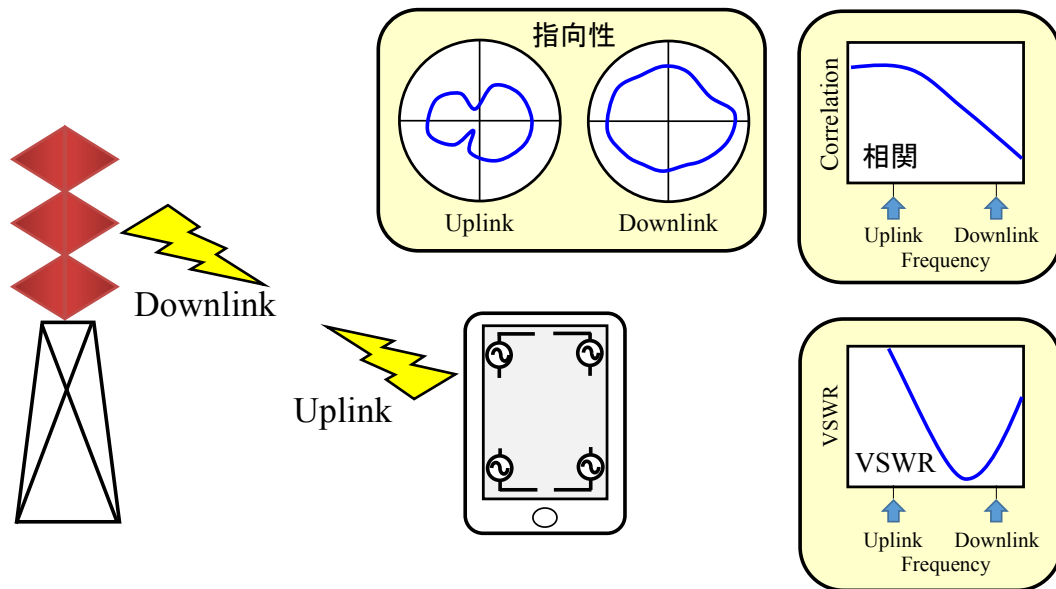 指向性
Uplink
Downlink
Correlation
相関
Uplink
Downlink
Frequency
Downlink
Uplink
VSWR
VSWR
Uplink
Downlink
Frequency